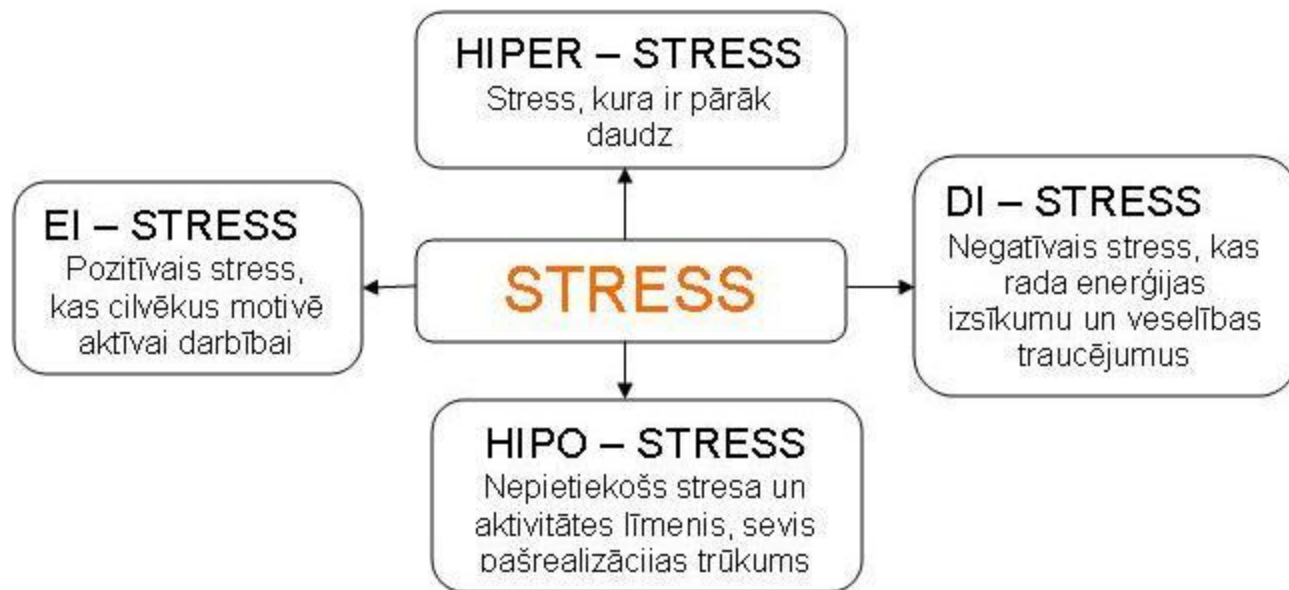 HIPER – STRESS
Stress, kura ir pārāk
daudz
EI – STRESS
Pozitīvais stress,
kas cilvēkus motivē
aktīvai darbībai
STRESS
DI – STRESS
Negatīvais stress, kas
rada enerģijas
izsīkumu un veselības
traucējumus
HIPO – STRESS
Nepietiekošs stresa un
aktivitātes līmenis, sevis
pašrealizācijas trūkums